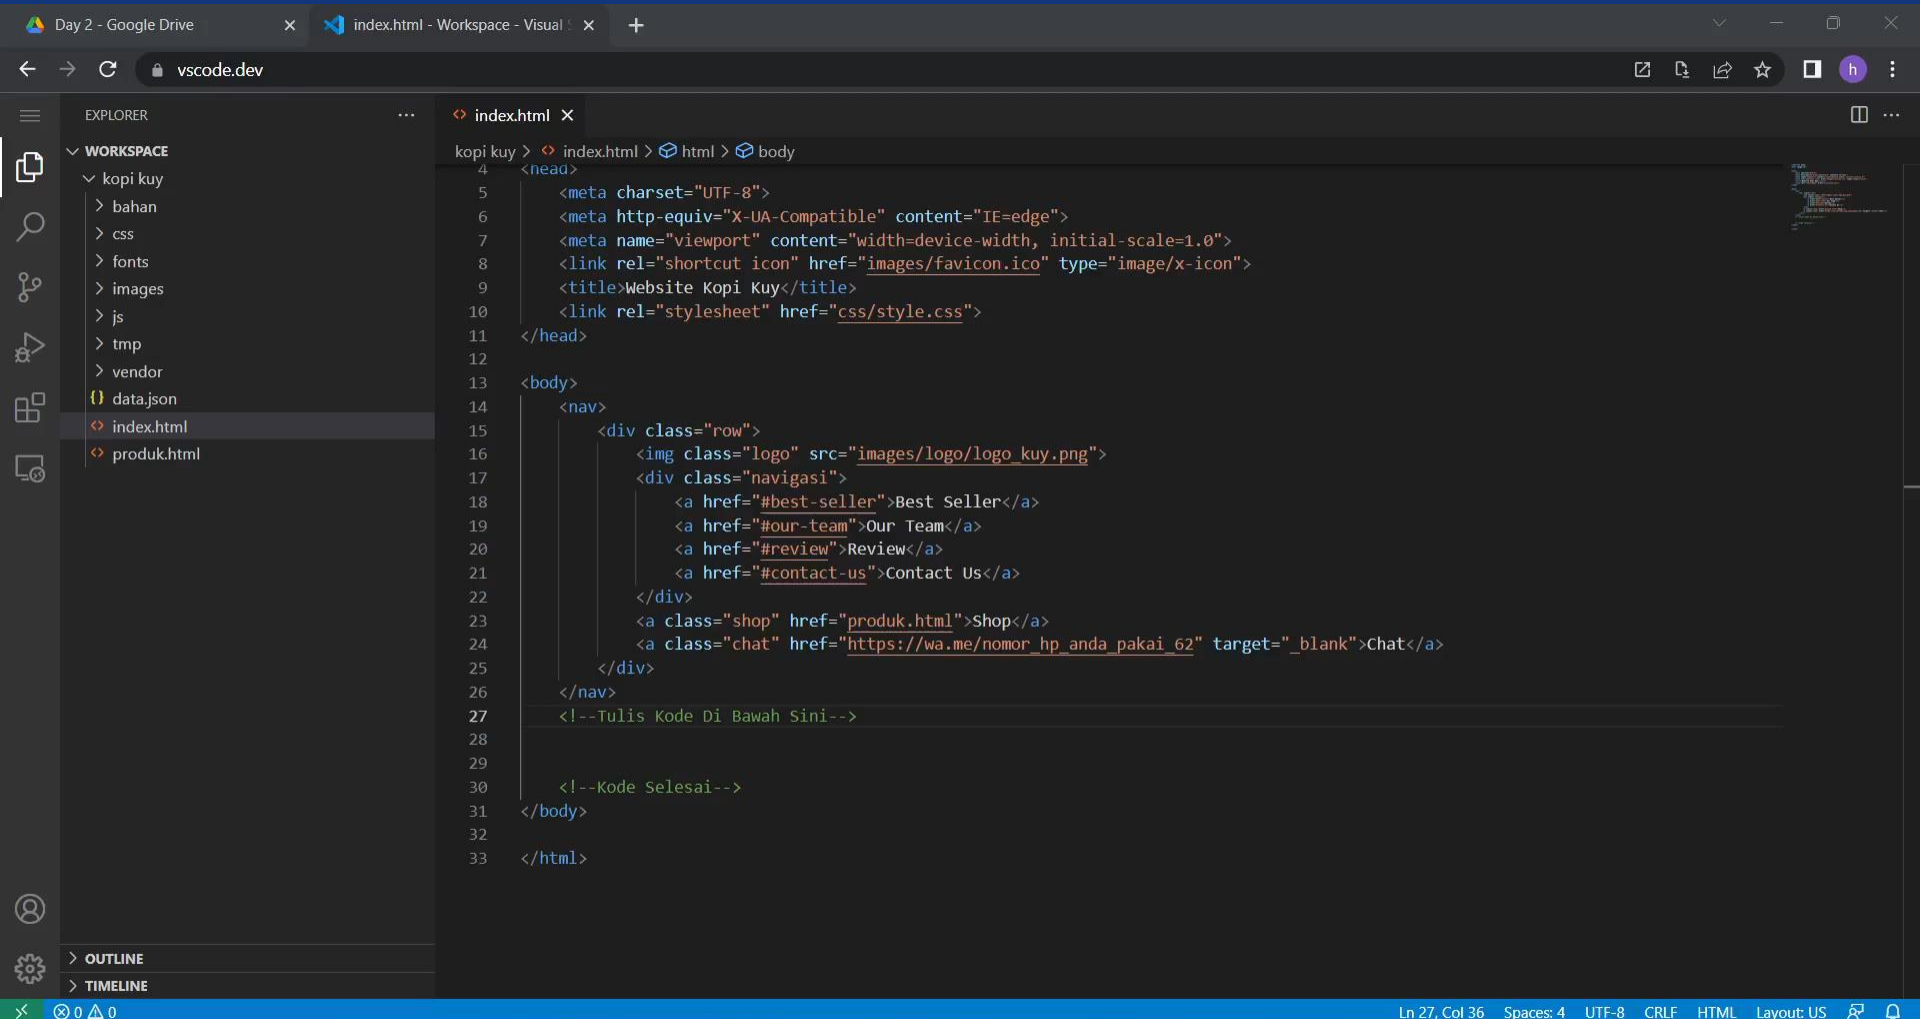 Day 2 - Google Drive
index.html - Workspace - Visual
vscode.dev
h
EXPLORER
WORKSPACE
kopi kuy
bahan
css
fonts
images
js
tmp
vendor
{} data.json
<> index.html
<> produk.html
OUTLINE
TIMELINE
<> index.html
kopi kuy > <> index.html > html > body
4 <head>
5 <meta charset="UTF-8">
6 <meta http-equiv="X-UA-Compatible" content="IE=edge">
7 <meta name="viewport" content="width=device-width, initial-scale=1.0">
8 <link rel="shortcut icon" href="images/favicon.ico" type="image/x-icon">
9 <title>Website Kopi Kuy</title>
10 <link rel="stylesheet" href="css/style.css">
11 </head>
12
13 <body>
14 <nav>
15 <div class="row">
16 <img class="logo" src="images/logo/logo_kuy.png">
17 <div class="navigasi">
18 <a href="#best-seller">Best Seller</a>
19 <a href="#our-team">Our Team</a>
20 <a href="#review">Review</a>
21 <a href="#contact-us">Contact Us</a>
22 </div>
23 <a class="shop" href="produk.html">Shop</a>
24 <a class="chat" href="https://wa.me/nomor_hp_anda_pakai_62" target="_blank">Chat</a>
25 </div>
26 </nav>
27 <!--Tulis Kode Di Bawah Sini-->
28
29
30 <!--Kode Selesai-->
31 </body>
32
33 </html>
0 0
Ln 27, Col 36 Spaces: 4 UTF-8 CRLF HTML Layout: US